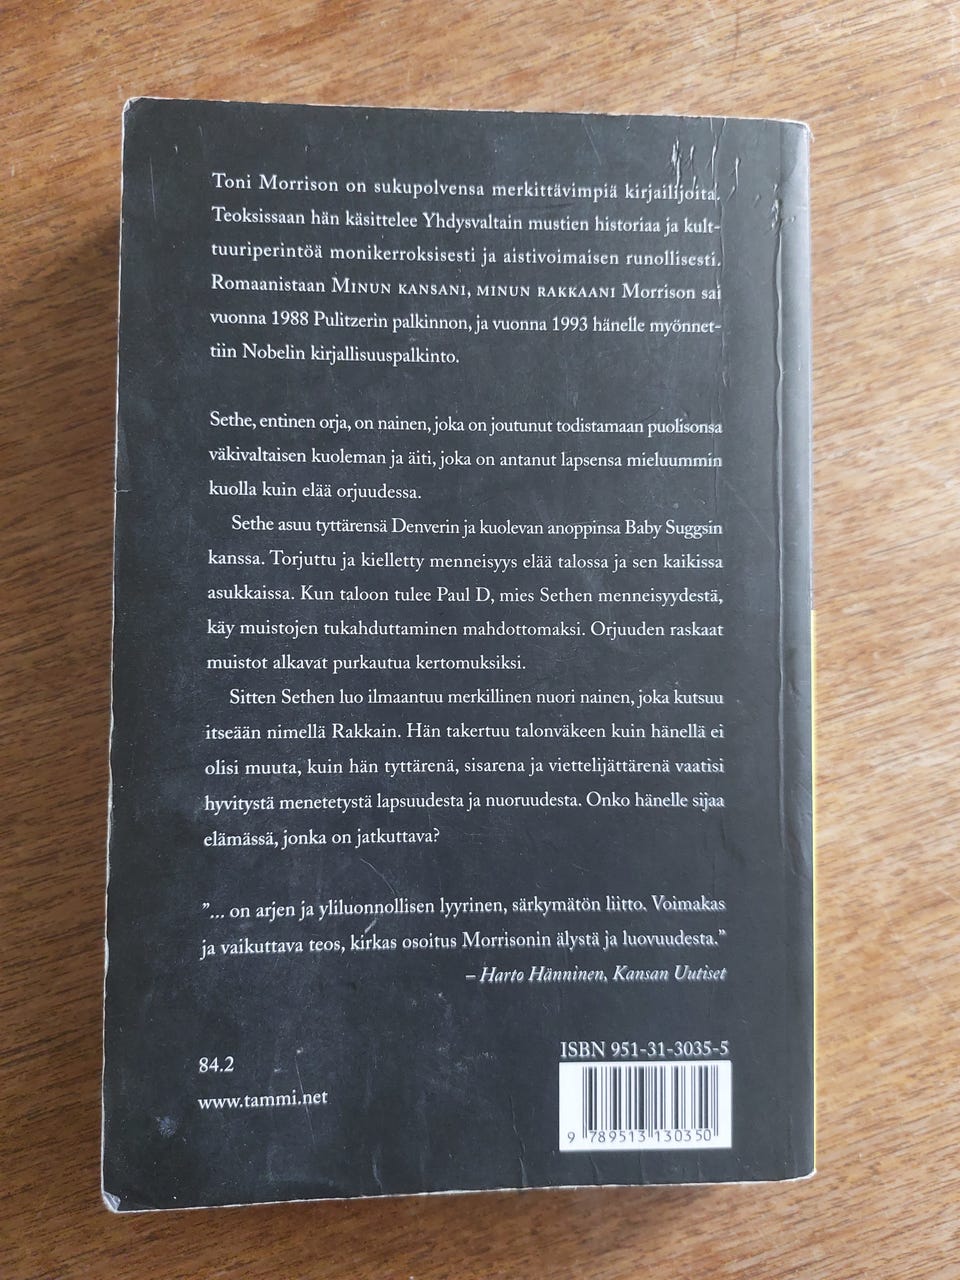 Toni Morrison on sukupolvensa merkittävimpiä kirjailijoita.
Teoksissaan hän käsittelee Yhdysvaltain mustien historiaa ja kult-
tuuriperintöä monikerroksisesti ja aistivoimaisen runollisesti.
Romaanistaan MINUN KANSANI, MINUN RAKKAANI Morrison sai
vuonna 1988 Pulitzerin palkinnon, ja vuonna 1993 hänelle myönnet-
tiin Nobelin kirjallisuuspalkinto.
Sethe, entinen orja, on nainen, joka on joutunut todistamaan puolisonsa
väkivaltaisen kuoleman ja äiti, joka on antanut lapsensa mieluummin
kuolla kuin elää orjuudessa.
Sethe asuu tyttärensä Denverin ja kuolevan anoppinsa Baby Suggsin
kanssa. Torjuttu ja kielletty menneisyys elää talossa ja sen kaikissa
asukkaissa. Kun taloon tulee Paul D, mies Sethen menneisyydestä,
käy muistojen tukahduttaminen mahdottomaksi. Orjuuden raskaat
muistot alkavat purkautua kertomuksiksi.
Sitten Sethen luo ilmaantuu merkillinen nuori nainen, joka kutsuu
itseään nimellä Rakkain. Hän takertuu talonväkeen kuin hänellä ei
olisi muuta, kuin hän tyttärenä, sisarena ja viettelijättärenä vaatisi
hyvitystä menetetystä lapsuudesta ja nuoruudesta. Onko hänelle sijaa
elämässä, jonka on jatkuttava?
”... on arjen ja yliluonnollisen lyyrinen, särkymätön liitto. Voimakas
ja vaikuttava teos, kirkas osoitus Morrisonin älystä ja luovuudesta.”
– Harto Hänninen, Kansan Uutiset
84.2
www.tammi.net
ISBN 951-31-3035-5
9 789513 130350